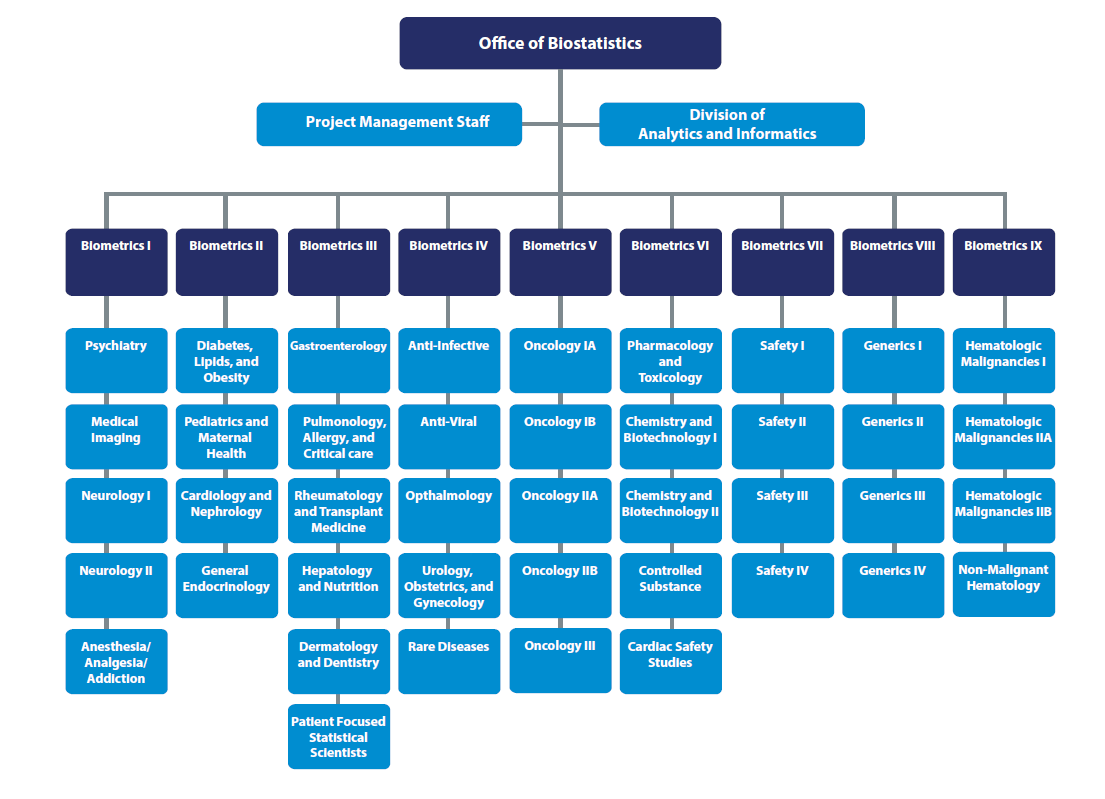 Office of Biostatistics
Project Management Staff
Division of
Analytics and Informatics
Biometrics I
Biometrics II
Biometrics III
Biometrics IV
Biometrics V
Biometrics VI
Biometrics VII
Biometrics VIII
Biometrics IX
Psychiatry
Medical
Imaging
Neurology I
Neurology II
Anesthesia/
Analgesia/
Addiction
Diabetes,
Lipids, and
Obesity
Pediatrics and
Maternal
Health
Cardiology and
Nephrology
General
Endocrinology
Gastroenterology
Pulmonology,
Allergy, and
Critical care
Rheumatology
and Transplant
Medicine
Hepatology
and Nutrition
Dermatology
and Dentistry
Patient Focused
Statistical
Scientists
Anti-Infective
Anti-Viral
Opthalmology
Urology,
Obstetrics, and
Gynecology
Rare Diseases
Oncology IA
Oncology IB
Oncology IIA
Oncology IIB
Oncology III
Pharmacology
and
Toxicology
Chemistry and
Biotechnology I
Chemistry and
Biotechnology II
Controlled
Substance
Cardiac Safety
Studies
Safety I
Safety II
Safety III
Safety IV
Generics I
Generics II
Generics III
Generics IV
Hematologic
Malignancies I
Hematologic
Malignancies IIA
Hematologic
Malignancies IIB
Non-Malignant
Hematology